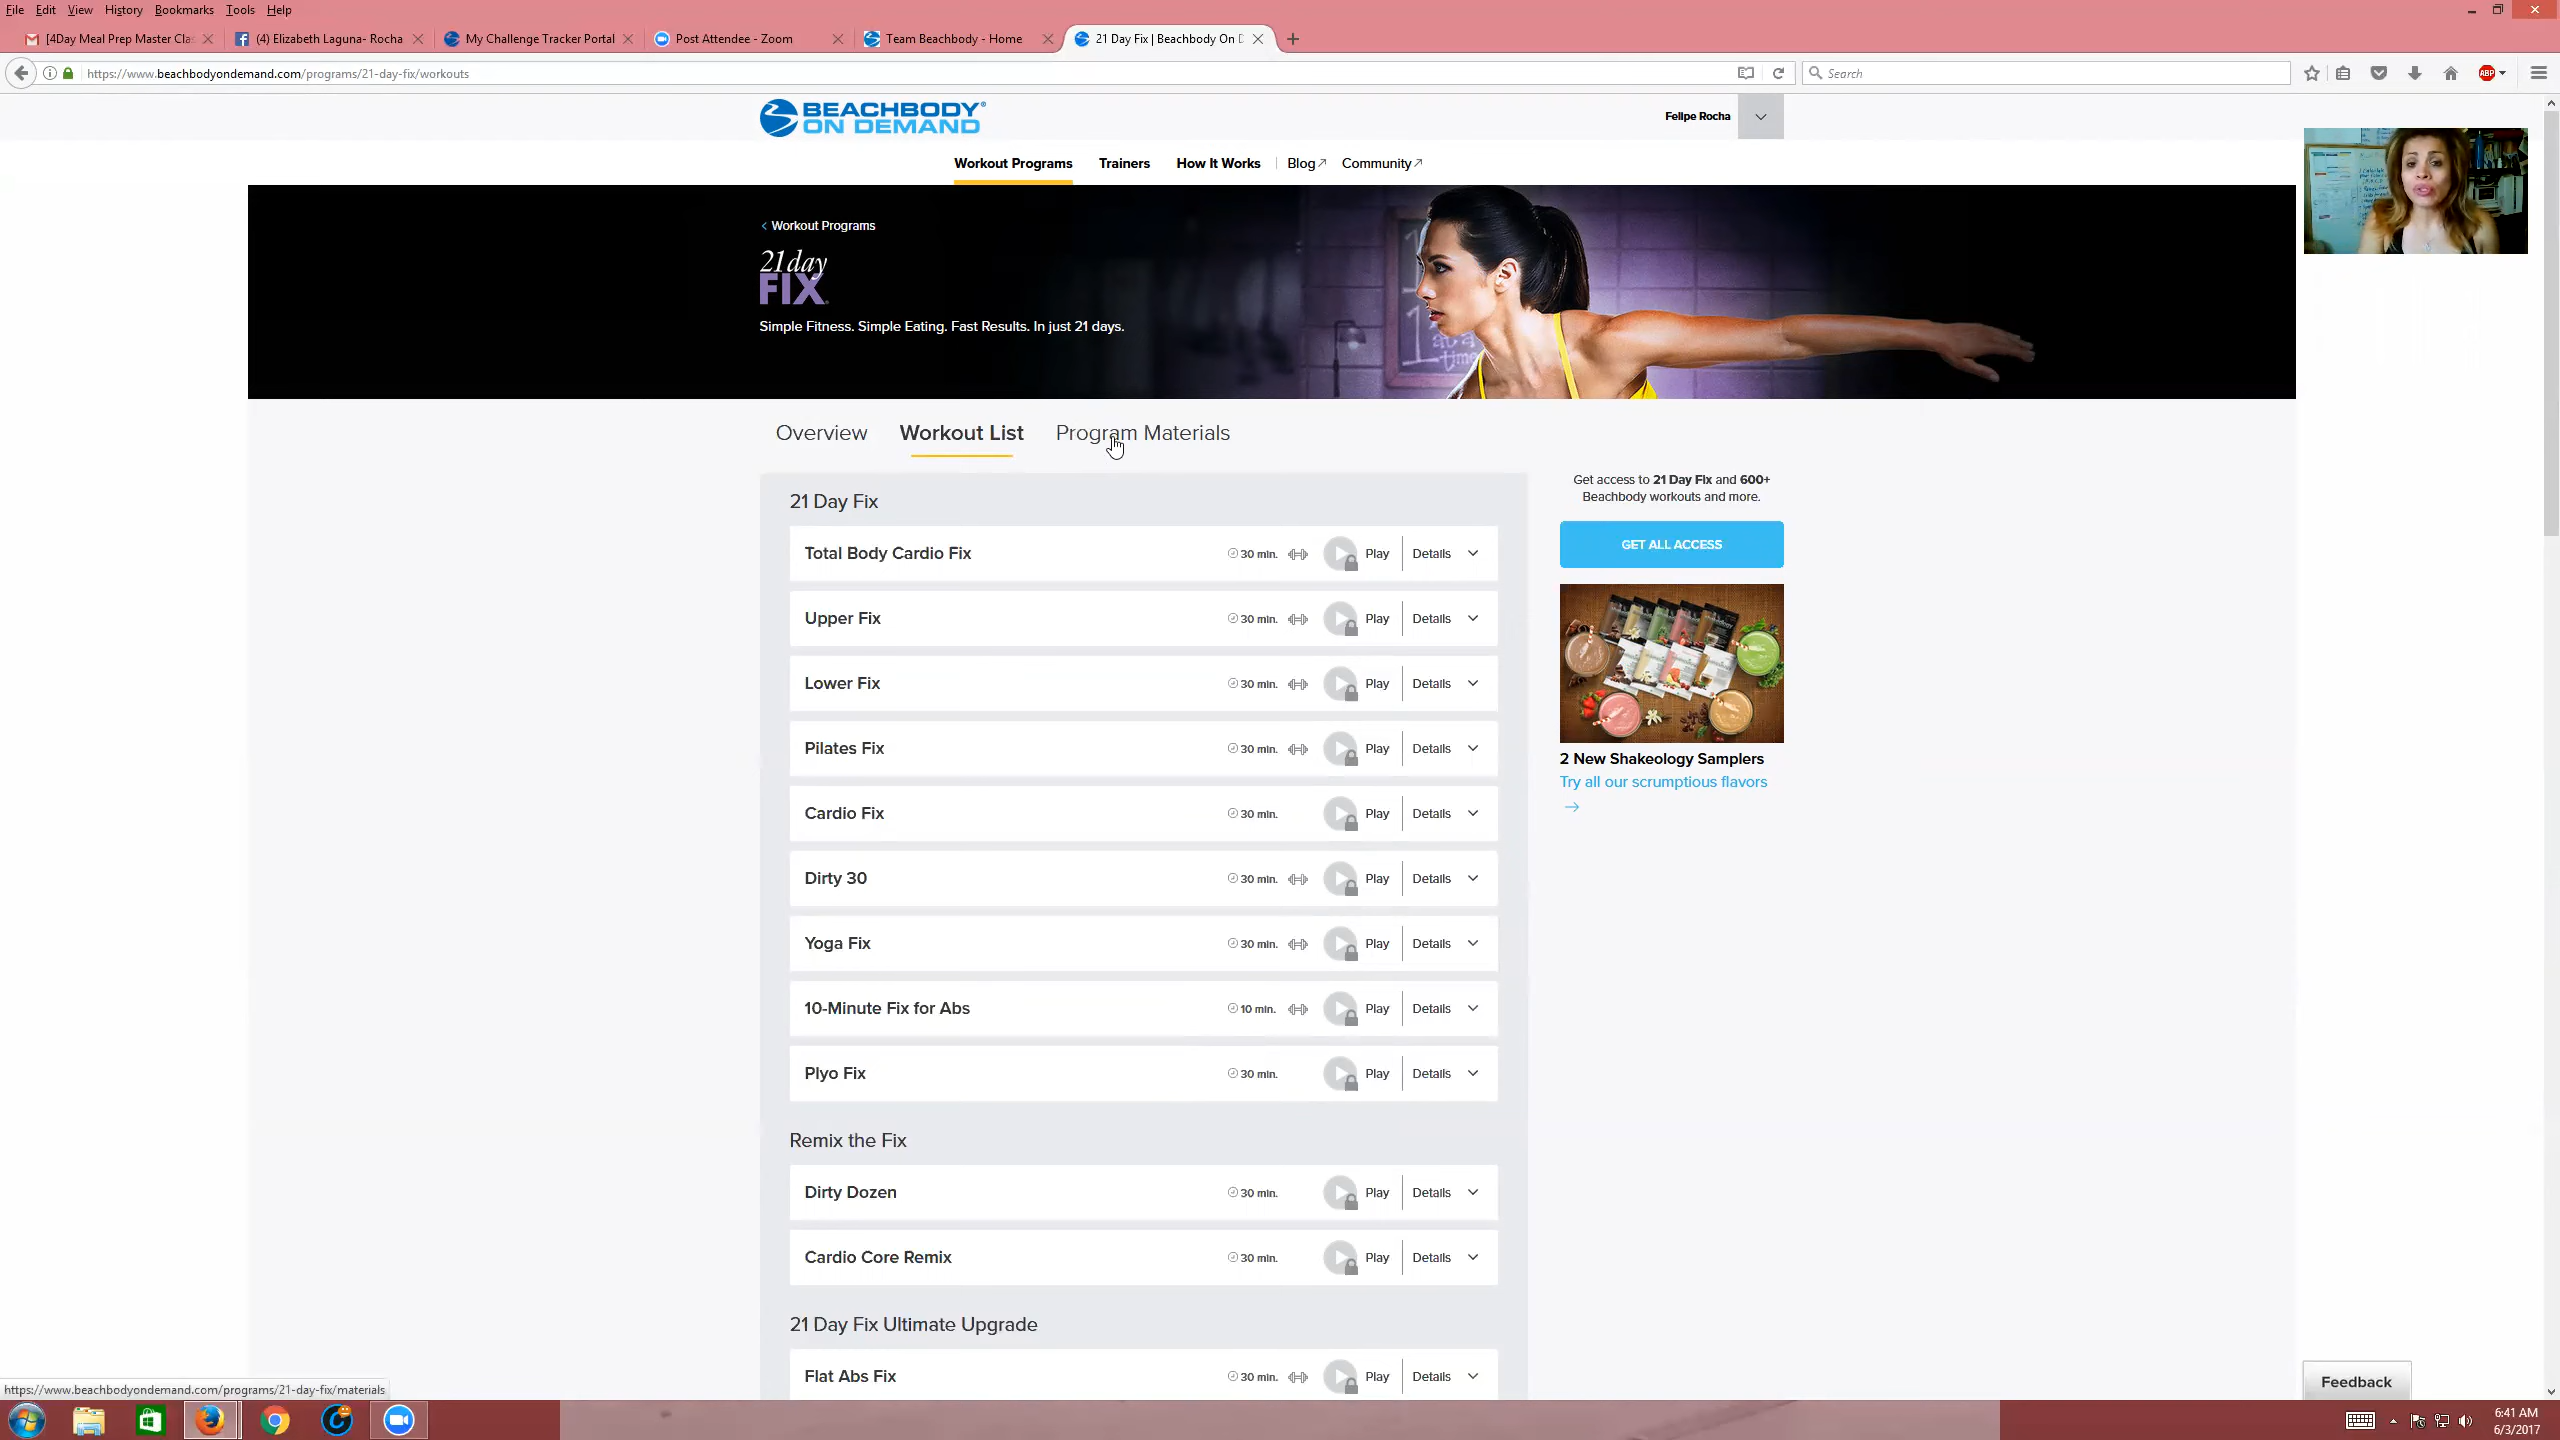 File Edit View History Bookmarks Tools Help
[4Day Meal Prep Master Cla
(4) Elizabeth Laguna- Rocha
My Challenge Tracker Portal
Post Attendee - Zoom
Team Beachbody - Home
21 Day Fix | Beachbody On D
https://www.beachbodyondemand.com/programs/21-day-fix/workouts
Search
ABP
BEACHBODY®
ON DEMAND
Felipe Rocha
Workout Programs Trainers How It Works Blog Community
Workout Programs
21 day
FIX
Simple Fitness. Simple Eating. Fast Results. In just 21 days.
Overview Workout List Program Materials
21 Day Fix
Total Body Cardio Fix 30 min. Play Details
Upper Fix 30 min. Play Details
Lower Fix 30 min. Play Details
Pilates Fix 30 min. Play Details
Cardio Fix 30 min. Play Details
Dirty 30 30 min. Play Details
Yoga Fix 30 min. Play Details
10-Minute Fix for Abs 10 min. Play Details
Plyo Fix 30 min. Play Details
Remix the Fix
Dirty Dozen 30 min. Play Details
Cardio Core Remix 30 min. Play Details
21 Day Fix Ultimate Upgrade
Flat Abs Fix 30 min. Play Details
Get access to 21 Day Fix and 600+
Beachbody workouts and more.
GET ALL ACCESS
2 New Shakeology Samplers
Try all our scrumptious flavors
→
Feedback
https://www.beachbodyondemand.com/programs/21-day-fix/materials
6:41 AM
6/3/2017